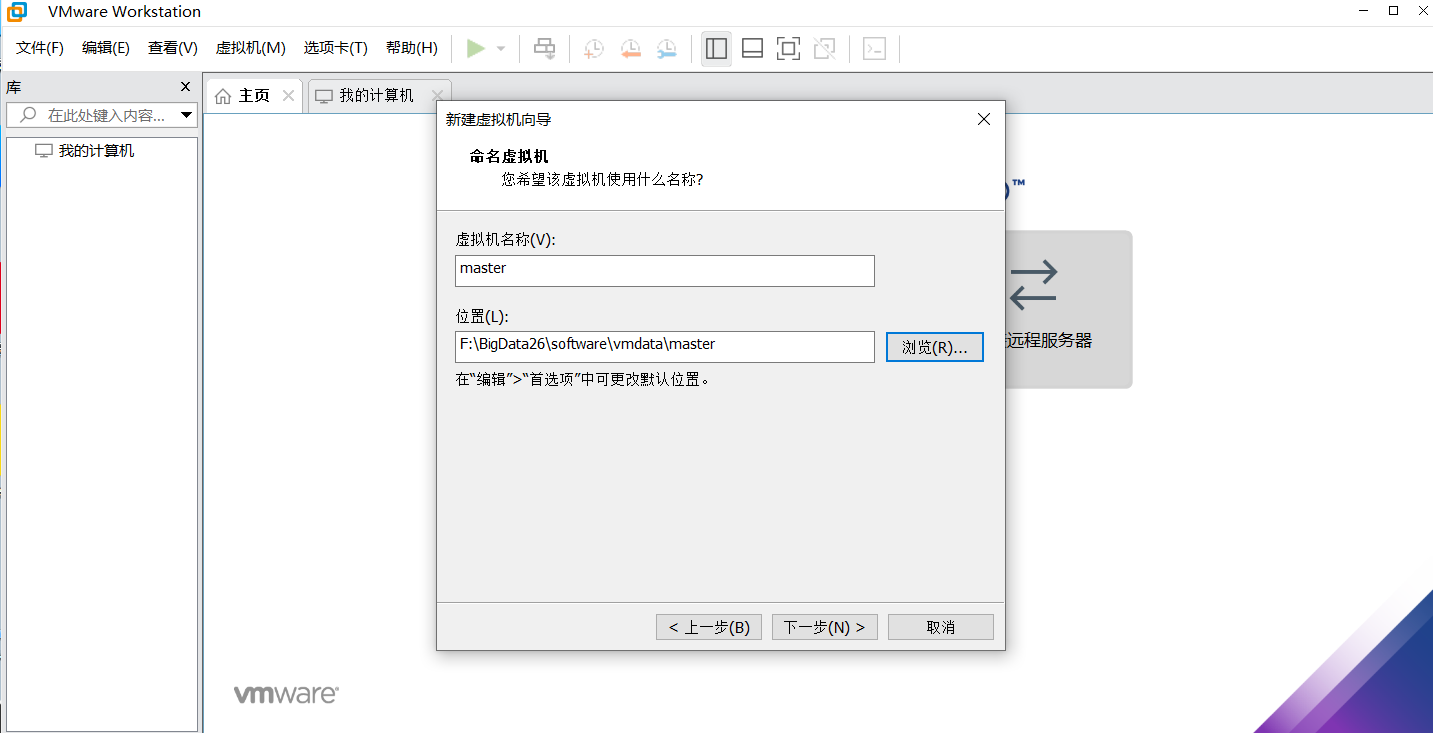 VMware Workstation
文件(F) 编辑(E) 查看(V) 虚拟机(M) 选项卡(T) 帮助(H)
库
主页
我的计算机
在此处键入内容...
我的计算机
新建虚拟机向导
命名虚拟机
您希望该虚拟机使用什么名称?
TM
虚拟机名称(V):
master
位置(L):
F:\BigData26\software\vmdata\master
浏览(R)...
远程服务器
在“编辑”>“首选项”中可更改默认位置。
< 上一步(B) 下一步(N) > 取消
vmware